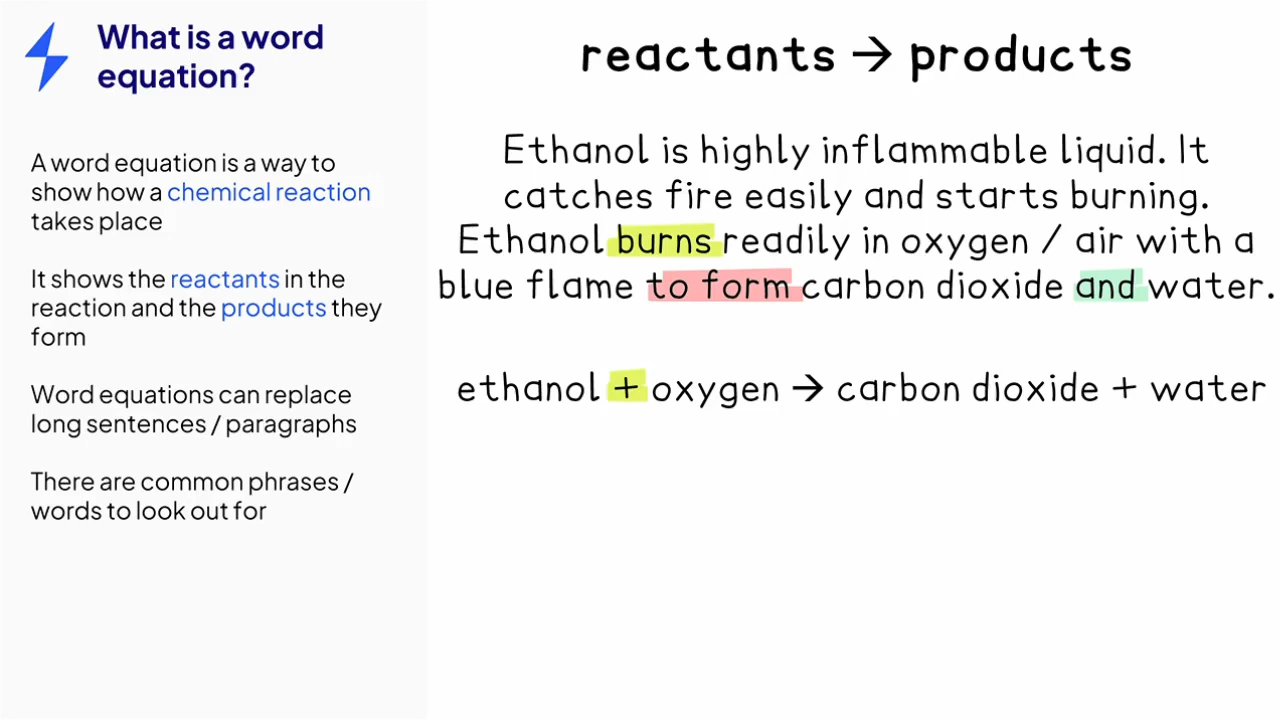 What is a word
equation?
A word equation is a way to
show how a chemical reaction
takes place
It shows the reactants in the
reaction and the products they
form
Word equations can replace
long sentences / paragraphs
There are common phrases /
words to look out for
reactants → products
Ethanol is highly inflammable liquid. It
catches fire easily and starts burning.
Ethanol burns readily in oxygen / air with a
blue flame to form carbon dioxide and water.
ethanol + oxygen → carbon dioxide + water